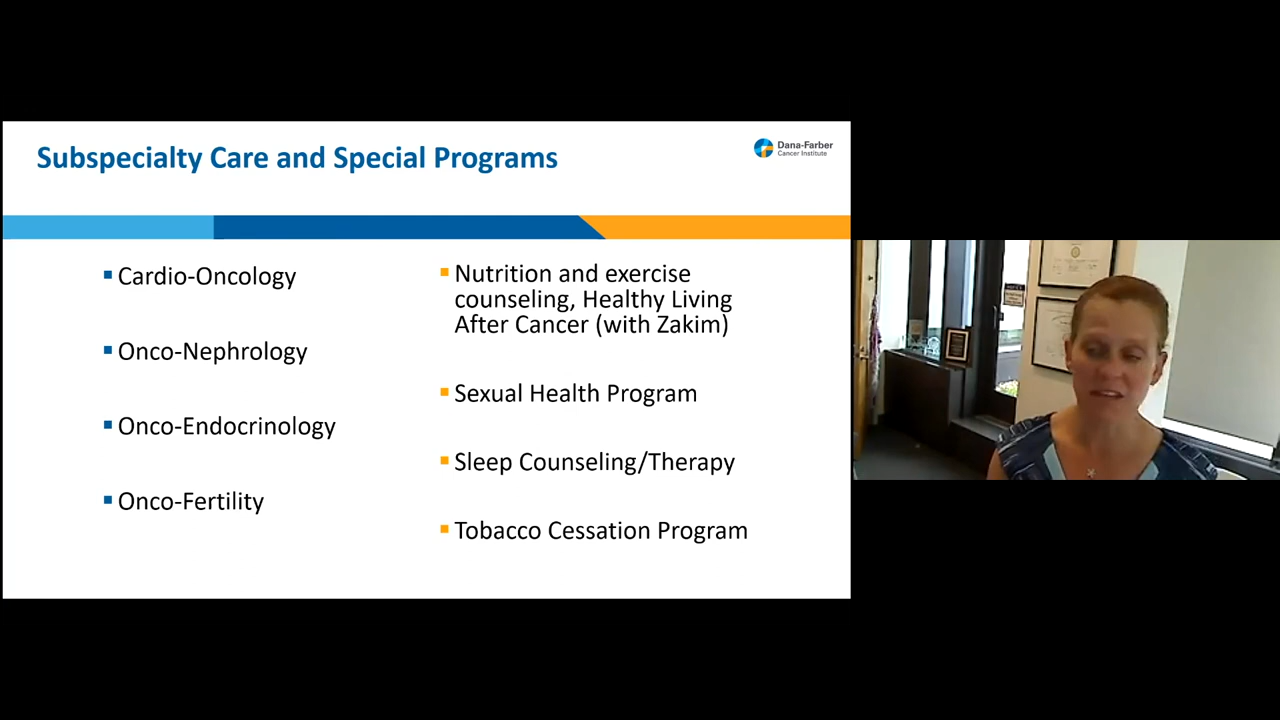 Subspecialty Care and Special Programs
Dana-Farber
Cancer Institute
Cardio-Oncology
Onco-Nephrology
Onco-Endocrinology
Onco-Fertility
Nutrition and exercise
counseling, Healthy Living
After Cancer (with Zakim)
Sexual Health Program
Sleep Counseling/Therapy
Tobacco Cessation Program